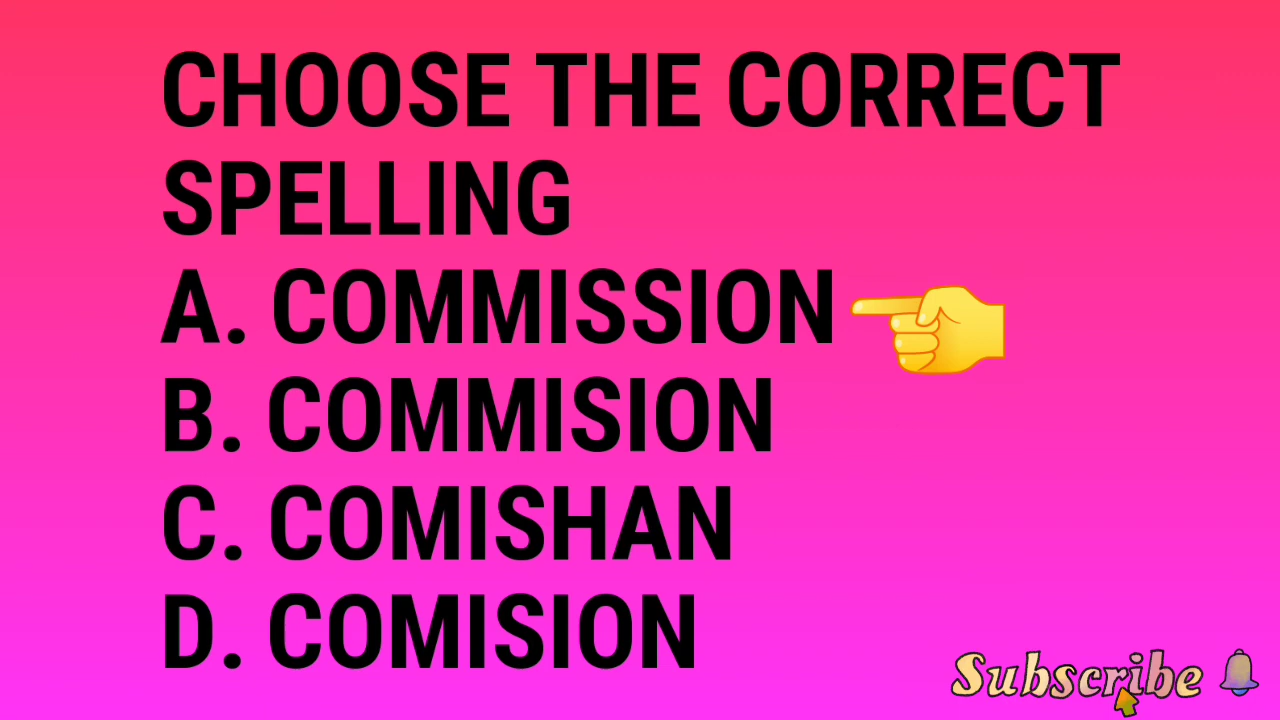 CHOOSE THE CORRECT
SPELLING
A. COMMISSION
B. COMMISION
C. COMISHAN
D. COMISION
Subscribe